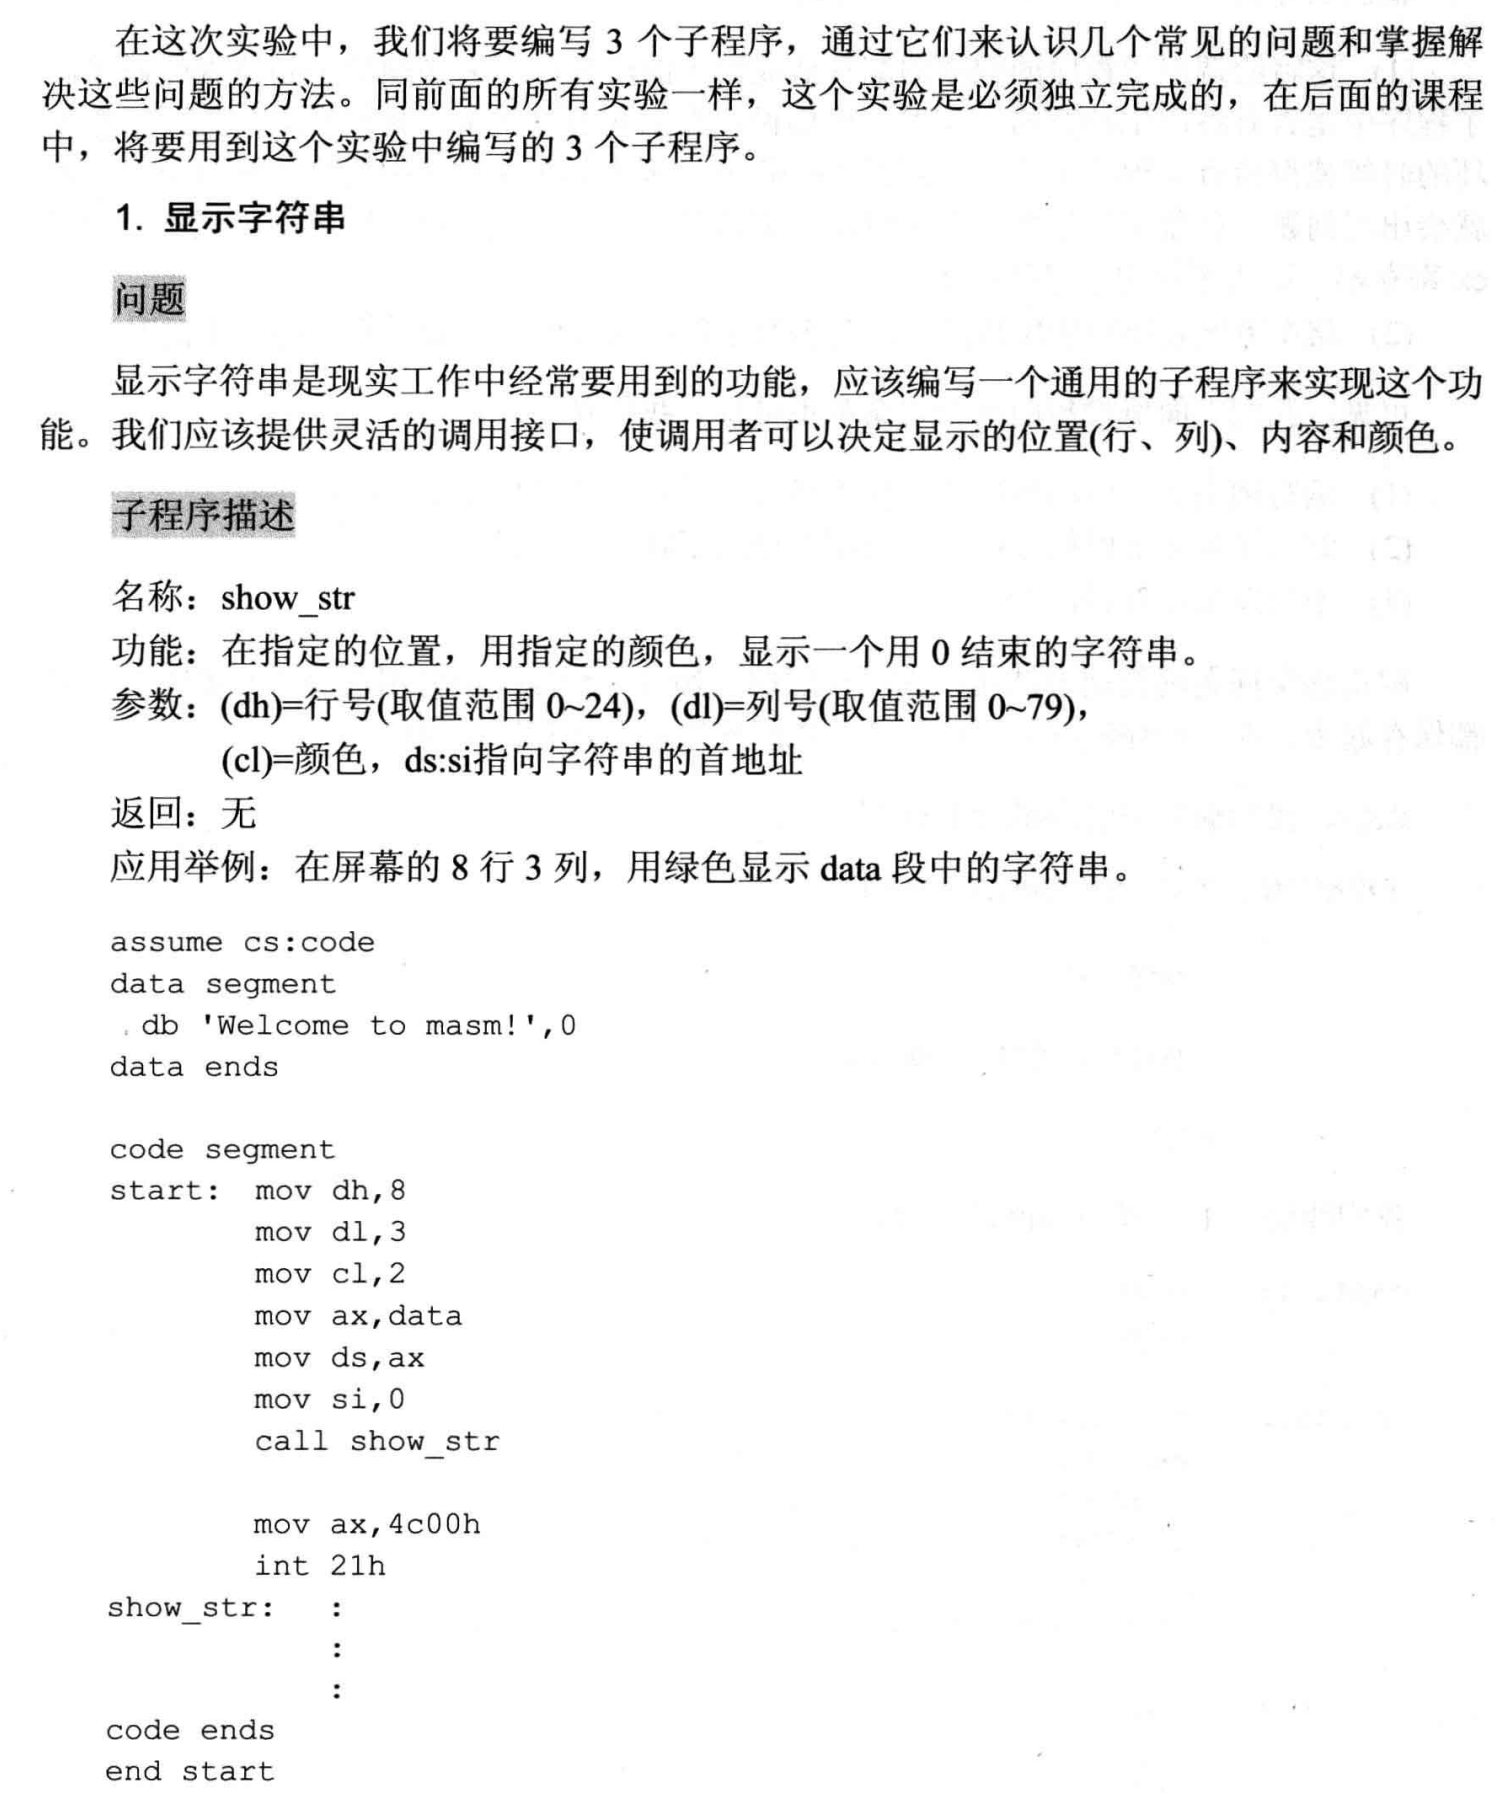 在这次实验中，我们将要编写 3 个子程序，通过它们来认识几个常见的问题和掌握解
决这些问题的方法。同前面的所有实验一样，这个实验是必须独立完成的，在后面的课程
中，将要用到这个实验中编写的 3 个子程序。
1. 显示字符串
问题
显示字符串是现实工作中经常要用到的功能，应该编写一个通用的子程序来实现这个功
能。我们应该提供灵活的调用接口，使调用者可以决定显示的位置(行、列)、内容和颜色。
子程序描述
名称：show_str
功能：在指定的位置，用指定的颜色，显示一个用 0 结束的字符串。
参数：(dh)=行号(取值范围 0~24)，(dl)=列号(取值范围 0~79)，
(cl)=颜色，ds:si指向字符串的首地址
返回：无
应用举例：在屏幕的 8 行 3 列，用绿色显示 data 段中的字符串。
assume cs:code
data segment
db 'Welcome to masm!',0
data ends
code segment
start: mov dh,8
mov dl,3
mov cl,2
mov ax,data
mov ds,ax
mov si,0
call show_str
mov ax,4c00h
int 21h
show_str: :
:
:
code ends
end start